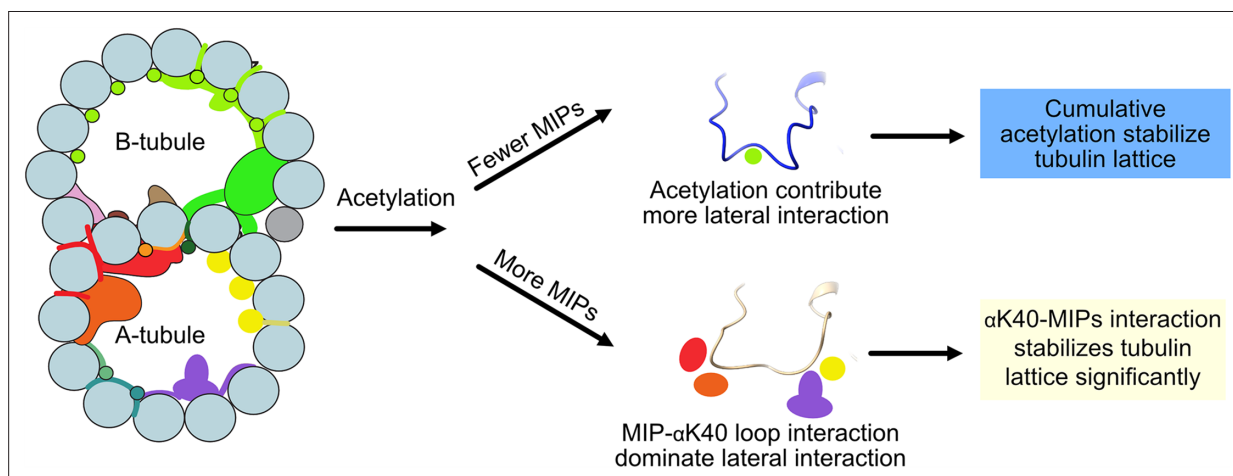 B-tubule
A-tubule
Acetylation
Fewer MIPs
More MIPs
Acetylation contribute
more lateral interaction
Cumulative
acetylation stabilize
tubulin lattice
MIP-αK40 loop interaction
dominate lateral interaction
αK40-MIPs interaction
stabilizes tubulin
lattice significantly